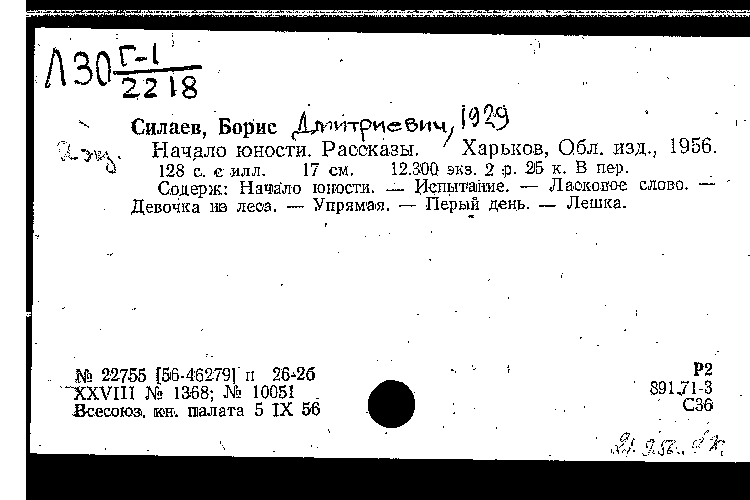 Л30 Г-1
2218
Силаев, Борис Дмитриевич, 1929
2 экз. Начало юности. Рассказы. Харьков, Обл. изд., 1956.
128 с. с илл. 17 см. 12.300 экз. 2 р. 25 к. В пер.
Содерж: Начало юности. — Испытание. — Ласковое слово. —
Девочка из леса. — Упрямая. — Перый день. — Лешка.
№ 22755 [56-46279] п 26-2б
XXVIII № 1368; № 10051
Всесоюз. кн. палата 5 IX 56
Р2
891.71-3
С36